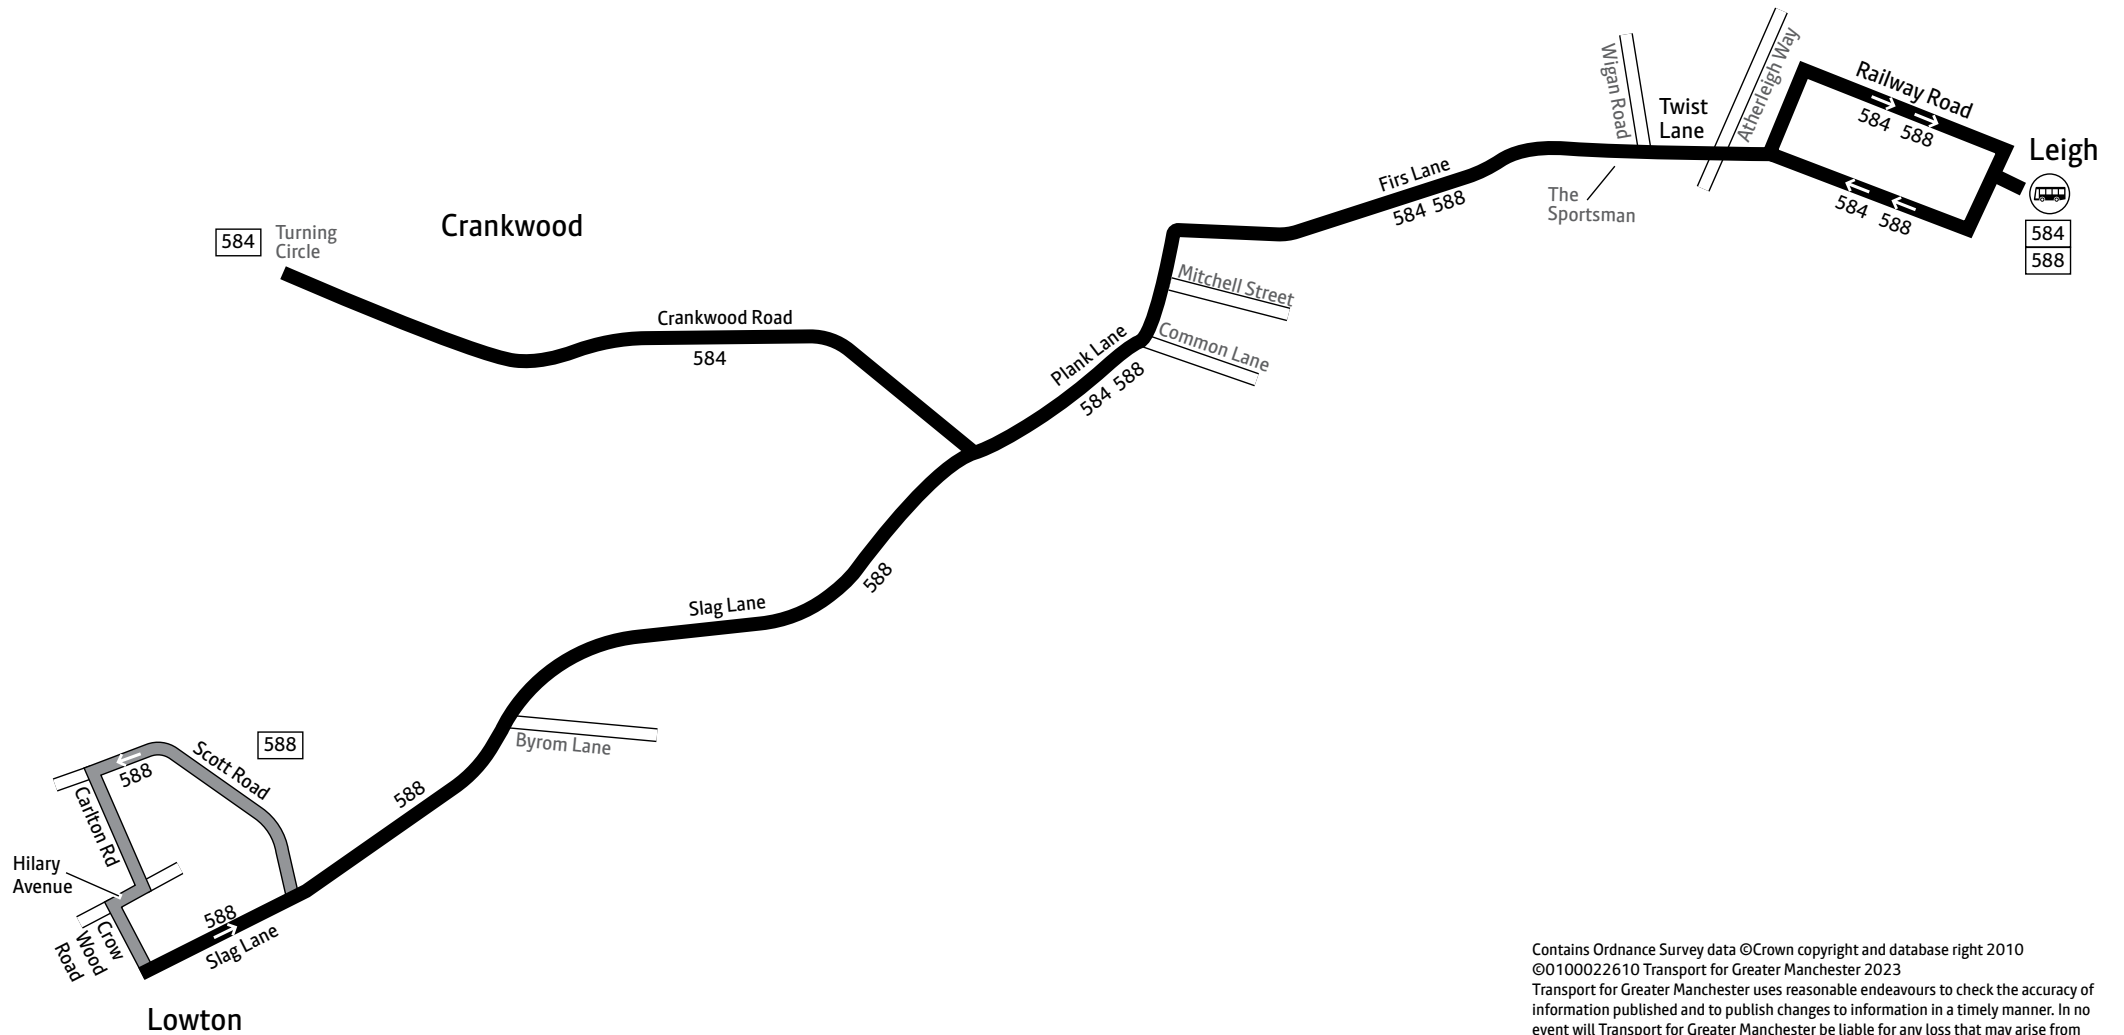 Wigan Road
Twist
Lane
Atherleigh Way
Railway Road
584 588
Leigh
584
588
584 588
Firs Lane
584 588
The
Sportsman
Crankwood
584
Turning
Circle
Crankwood Road
584
Mitchell Street
Common Lane
Plank Lane
584 588
588
Slag Lane
Byrom Lane
588
588
Scott Road
588
Carlton Rd
Hilary
Avenue
588
Slag Lane
Crow
Wood
Road
Lowton
Contains Ordnance Survey data ©Crown copyright and database right 2010
©0100022610 Transport for Greater Manchester 2023
Transport for Greater Manchester uses reasonable endeavours to check the accuracy of
information published and to publish changes to information in a timely manner. In no
event will Transport for Greater Manchester be liable for any loss that may arise from